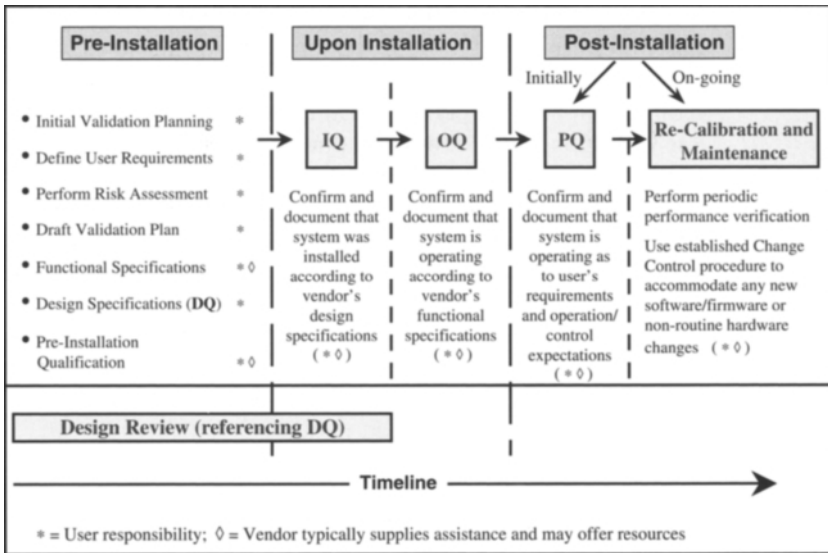 Pre-Installation
Upon Installation
Post-Installation
Initially
On-going
• Initial Validation Planning *
• Define User Requirements *
• Perform Risk Assessment *
• Draft Validation Plan *
• Functional Specifications * ◊
• Design Specifications (DQ) *
• Pre-Installation
Qualification * ◊
IQ
Confirm and
document that
system was
installed
according to
vendor's
design
specifications
( * ◊ )
OQ
Confirm and
document that
system is
operating
according to
vendor's
functional
specifications
( * ◊ )
PQ
Confirm and
document that
system is
operating as
to user's
requirements
and operation/
control
expectations
( * ◊ )
Re-Calibration and
Maintenance
Perform periodic
performance verification
Use established Change
Control procedure to
accommodate any new
software/firmware or
non-routine hardware
changes ( * ◊ )
Design Review (referencing DQ)
Timeline
* = User responsibility; ◊ = Vendor typically supplies assistance and may offer resources